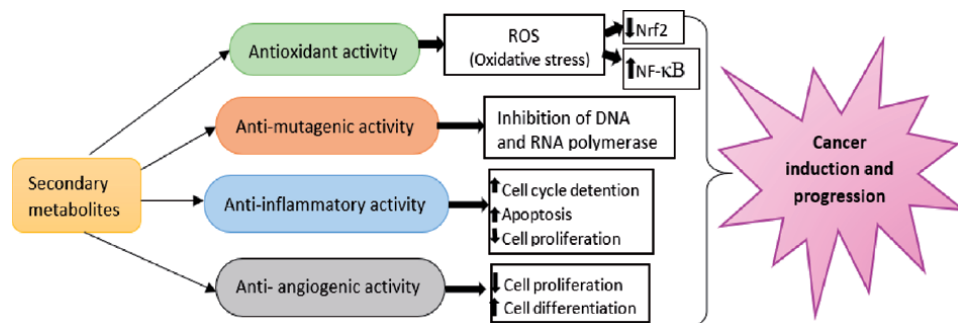 Secondary
metabolites
Antioxidant activity
ROS
(Oxidative stress)
⬇Nrf2
⬆NF-κB
Anti-mutagenic activity
Inhibition of DNA
and RNA polymerase
Anti-inflammatory activity
⬆Cell cycle detention
⬆Apoptosis
⬇Cell proliferation
Anti- angiogenic activity
⬇Cell proliferation
⬆Cell differentiation
Cancer
induction and
progression